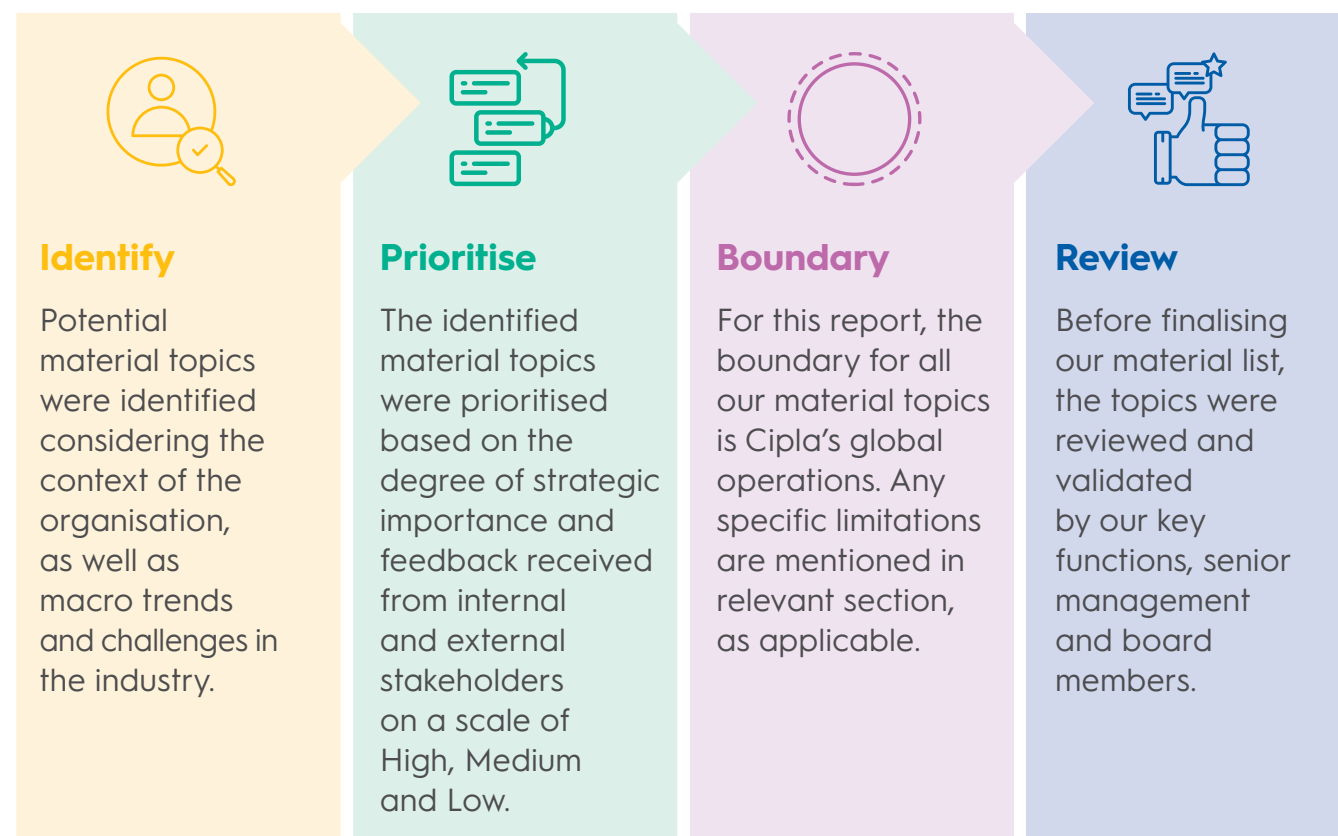 Identify
Potential
material topics
were identified
considering the
context of the
organisation,
as well as
macro trends
and challenges in
the industry.
Prioritise
The identified
material topics
were prioritised
based on the
degree of strategic
importance and
feedback received
from internal
and external
stakeholders
on a scale of
High, Medium
and Low.
Boundary
For this report, the
boundary for all
our material topics
is Cipla’s global
operations. Any
specific limitations
are mentioned in
relevant section,
as applicable.
Review
Before finalising
our material list,
the topics were
reviewed and
validated
by our key
functions, senior
management
and board
members.